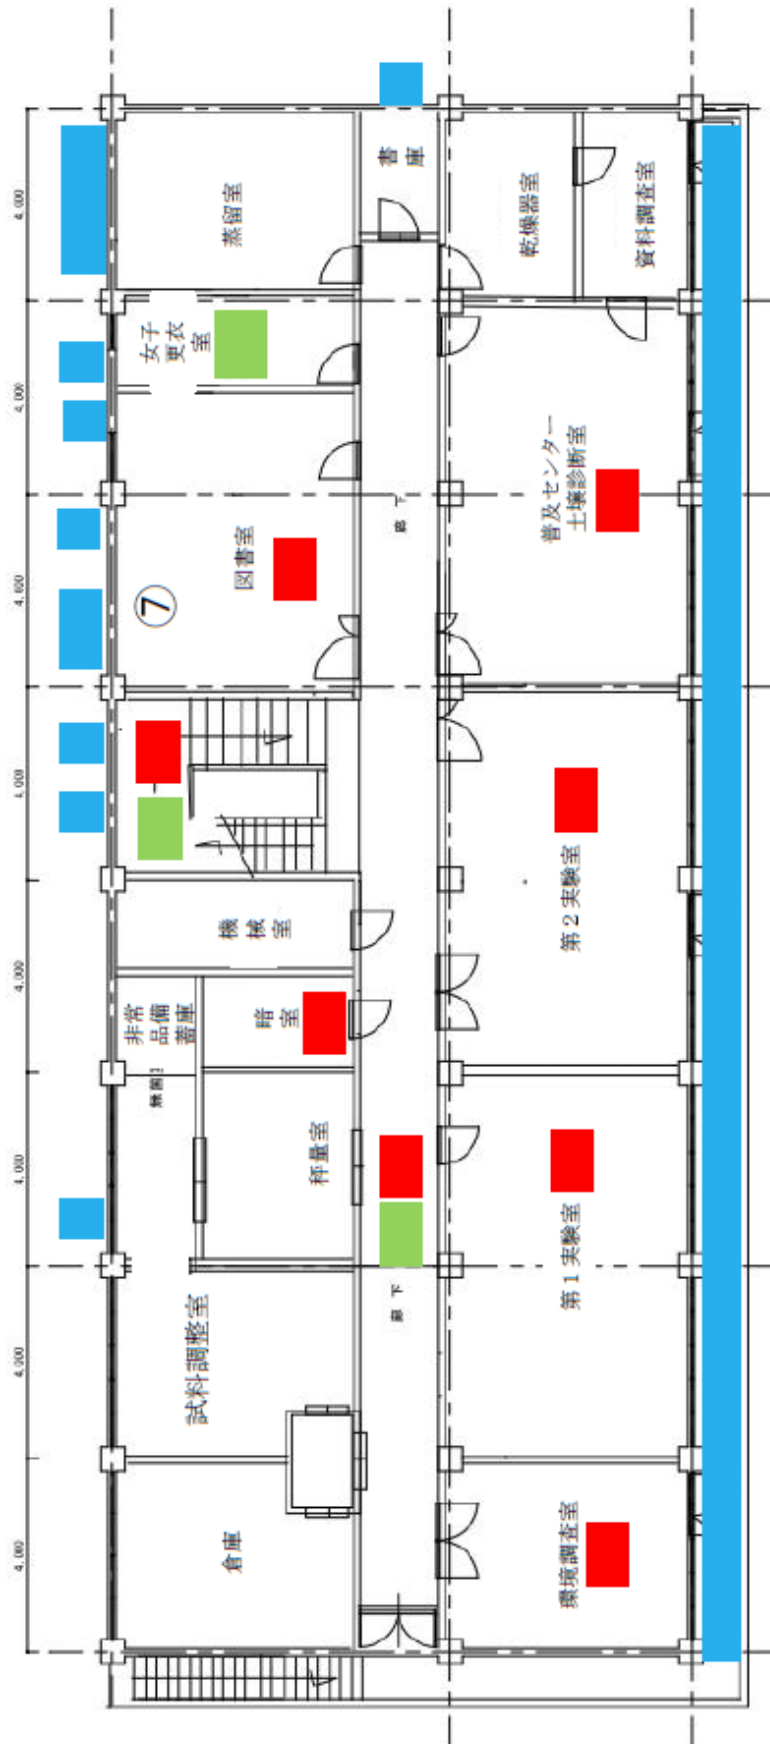 4,000
4,000
4,000
4,000
4,000
4,000
4,000
書
庫
蒸留室
乾燥器室
資料調査室
女子
更衣
室
普及センター
土壌診断室
図書室
⑦
廊 下
第2実験室
機
械
室
非常
品備
蓄庫
暗
室
秤量室
第1実験室
試料調整室
廊 下
倉庫
環境調査室